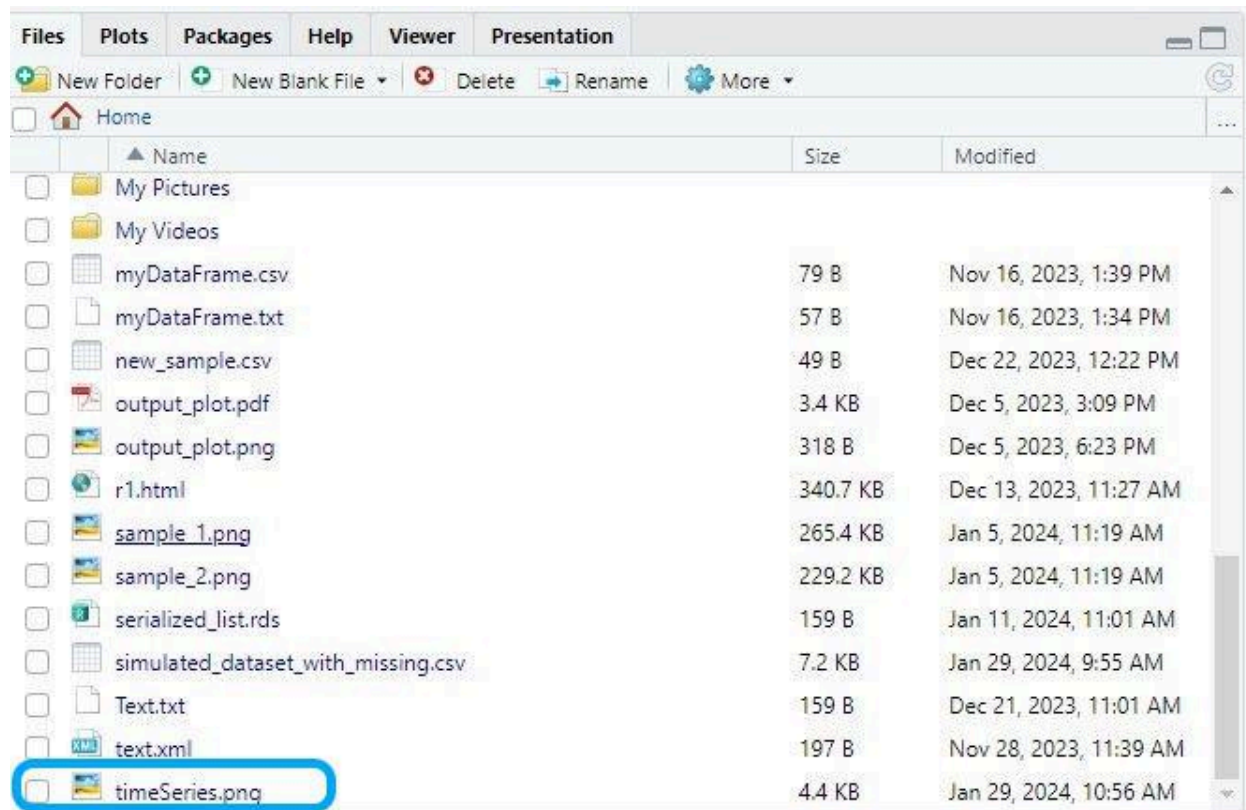 Files Plots Packages Help Viewer Presentation
New Folder New Blank File Delete Rename More
Home ...
Name Size Modified
My Pictures
My Videos
myDataFrame.csv 79 B Nov 16, 2023, 1:39 PM
myDataFrame.txt 57 B Nov 16, 2023, 1:34 PM
new_sample.csv 49 B Dec 22, 2023, 12:22 PM
output_plot.pdf 3.4 KB Dec 5, 2023, 3:09 PM
output_plot.png 318 B Dec 5, 2023, 6:23 PM
r1.html 340.7 KB Dec 13, 2023, 11:27 AM
sample_1.png 265.4 KB Jan 5, 2024, 11:19 AM
sample_2.png 229.2 KB Jan 5, 2024, 11:19 AM
serialized_list.rds 159 B Jan 11, 2024, 11:01 AM
simulated_dataset_with_missing.csv 7.2 KB Jan 29, 2024, 9:55 AM
Text.txt 159 B Dec 21, 2023, 11:01 AM
text.xml 197 B Nov 28, 2023, 11:39 AM
timeSeries.png 4.4 KB Jan 29, 2024, 10:56 AM